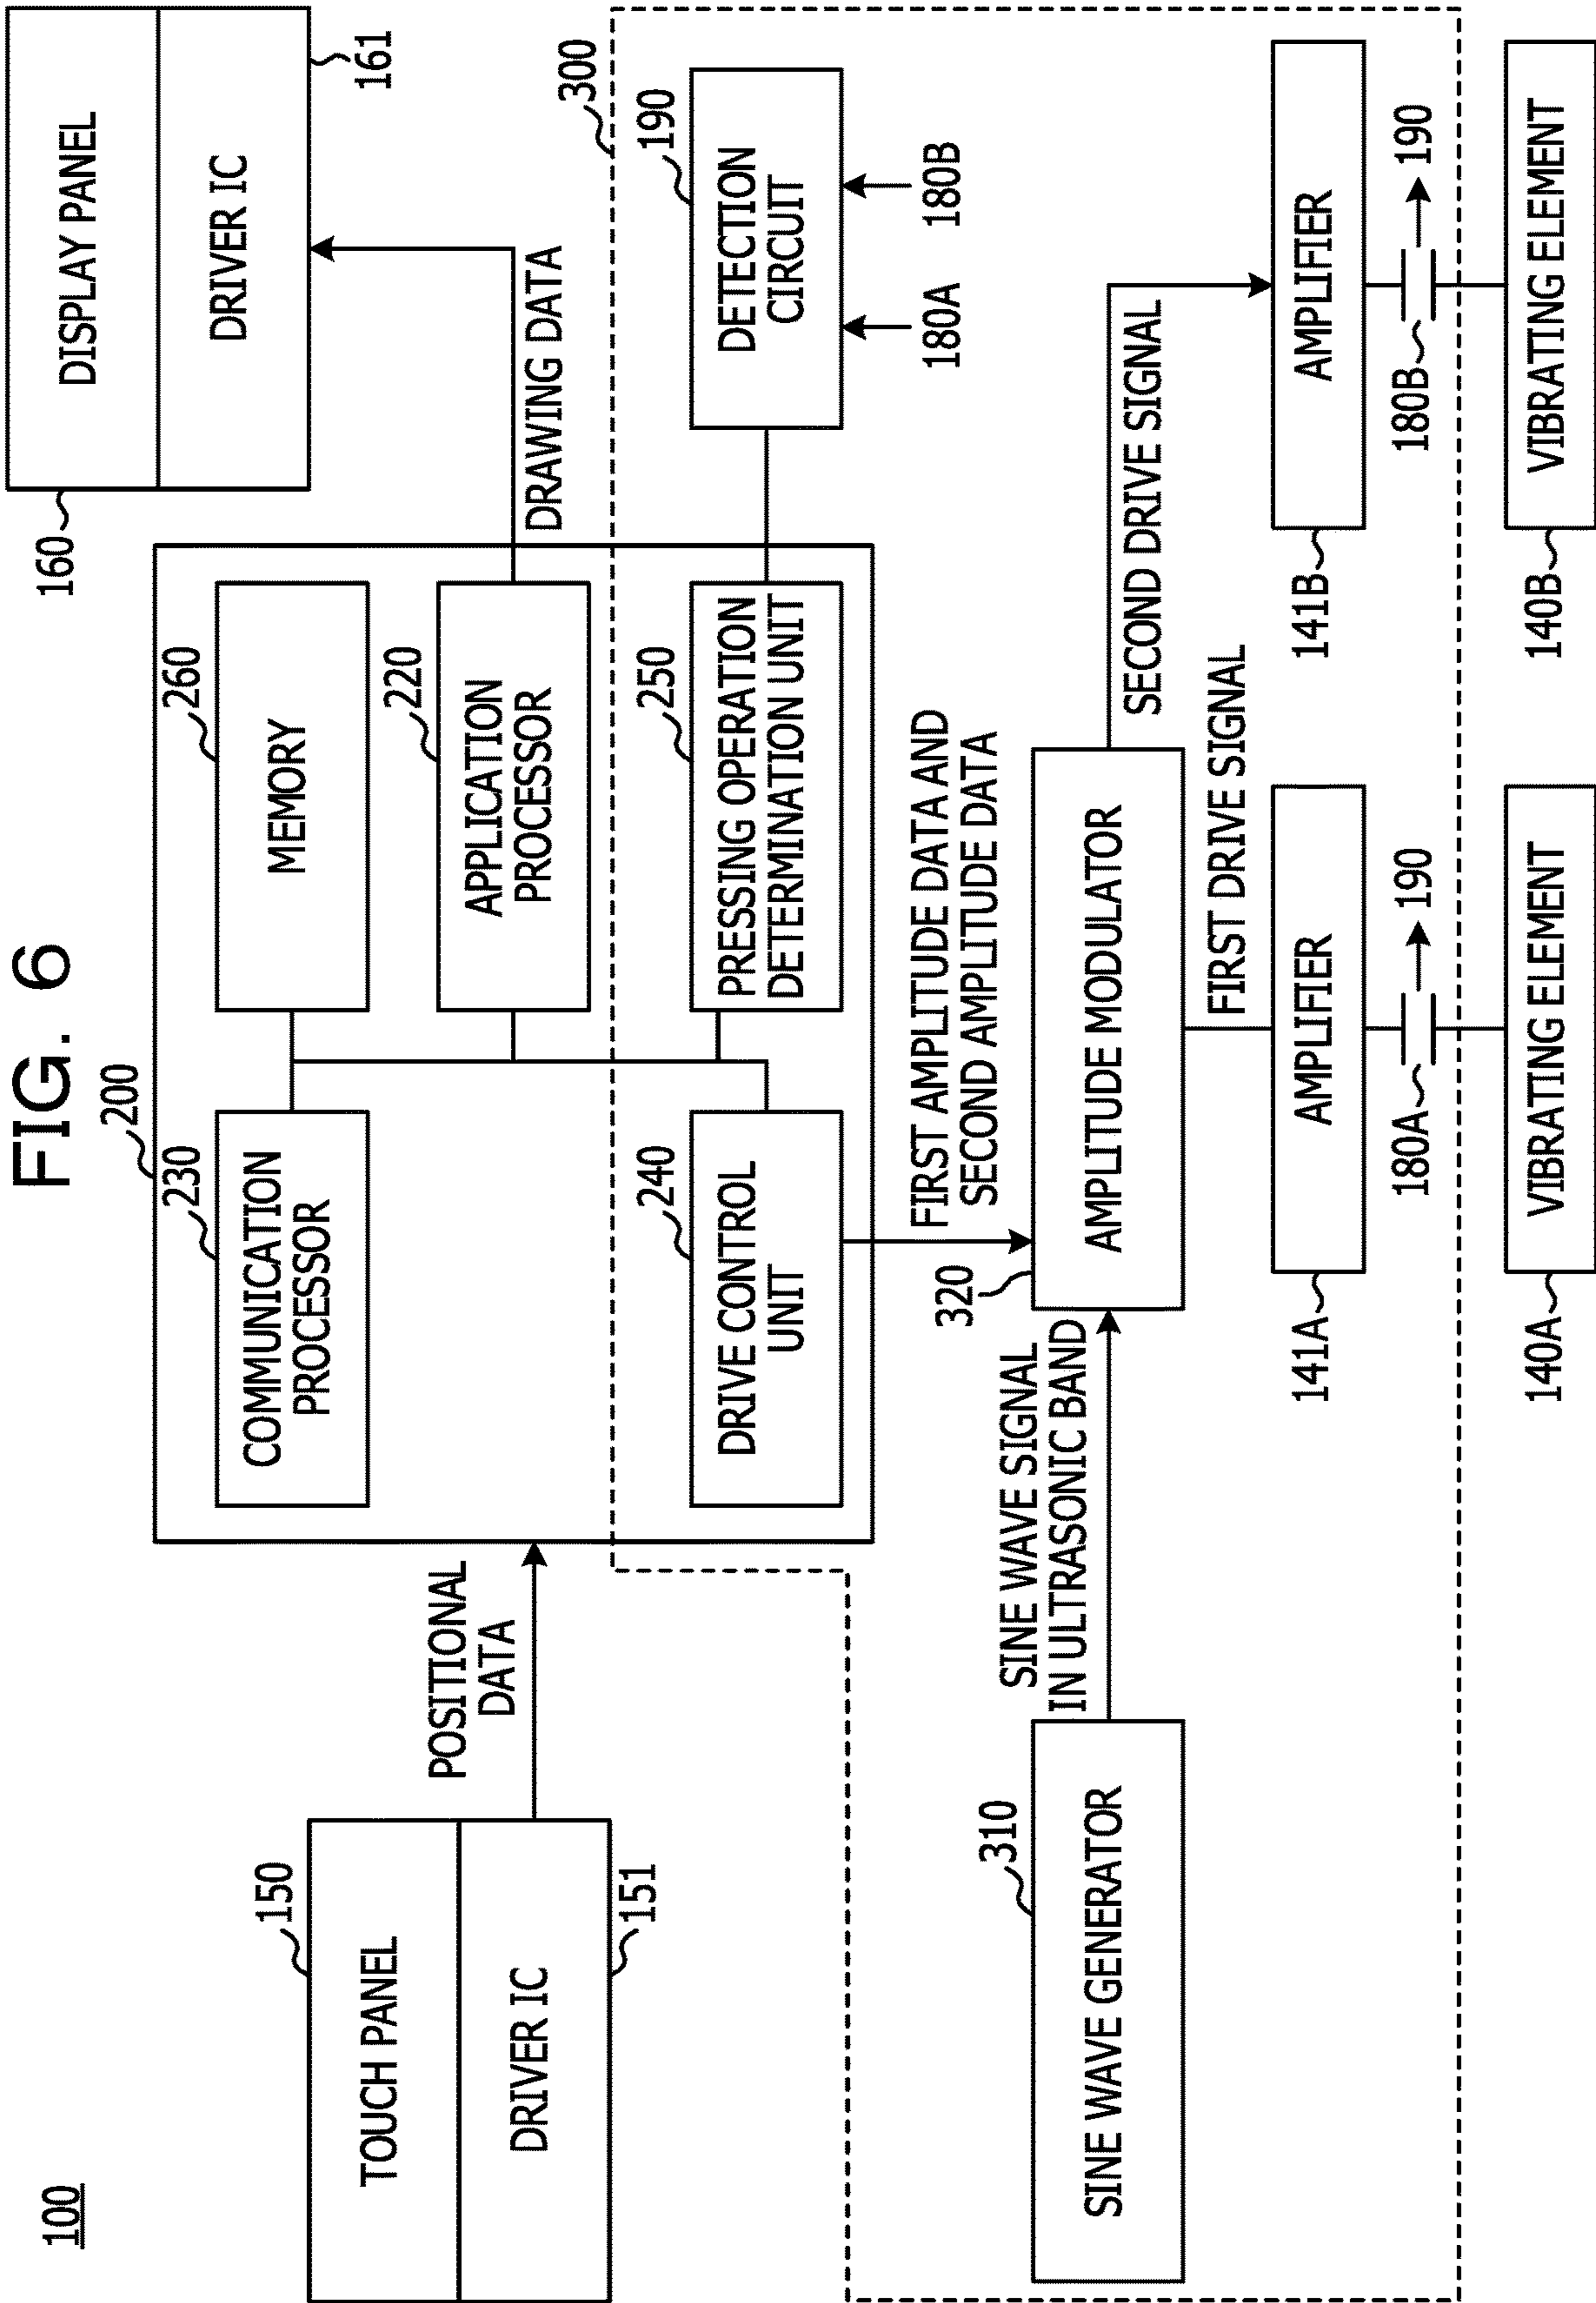 FIG. 6
100
150
TOUCH PANEL
DRIVER IC
151
POSITIONAL
DATA
200
230
COMMUNICATION
PROCESSOR
260
MEMORY
220
APPLICATION
PROCESSOR
240
DRIVE CONTROL
UNIT
250
PRESSING OPERATION
DETERMINATION UNIT
160
DISPLAY PANEL
DRIVER IC
161
DRAWING DATA
300
190
DETECTION
CIRCUIT
180A
180B
FIRST AMPLITUDE DATA AND
SECOND AMPLITUDE DATA
310
SINE WAVE GENERATOR
SINE WAVE SIGNAL
IN ULTRASONIC BAND
320
AMPLITUDE MODULATOR
SECOND DRIVE SIGNAL
FIRST DRIVE SIGNAL
141A
AMPLIFIER
141B
AMPLIFIER
180A
190
180B
190
140A
VIBRATING ELEMENT
140B
VIBRATING ELEMENT